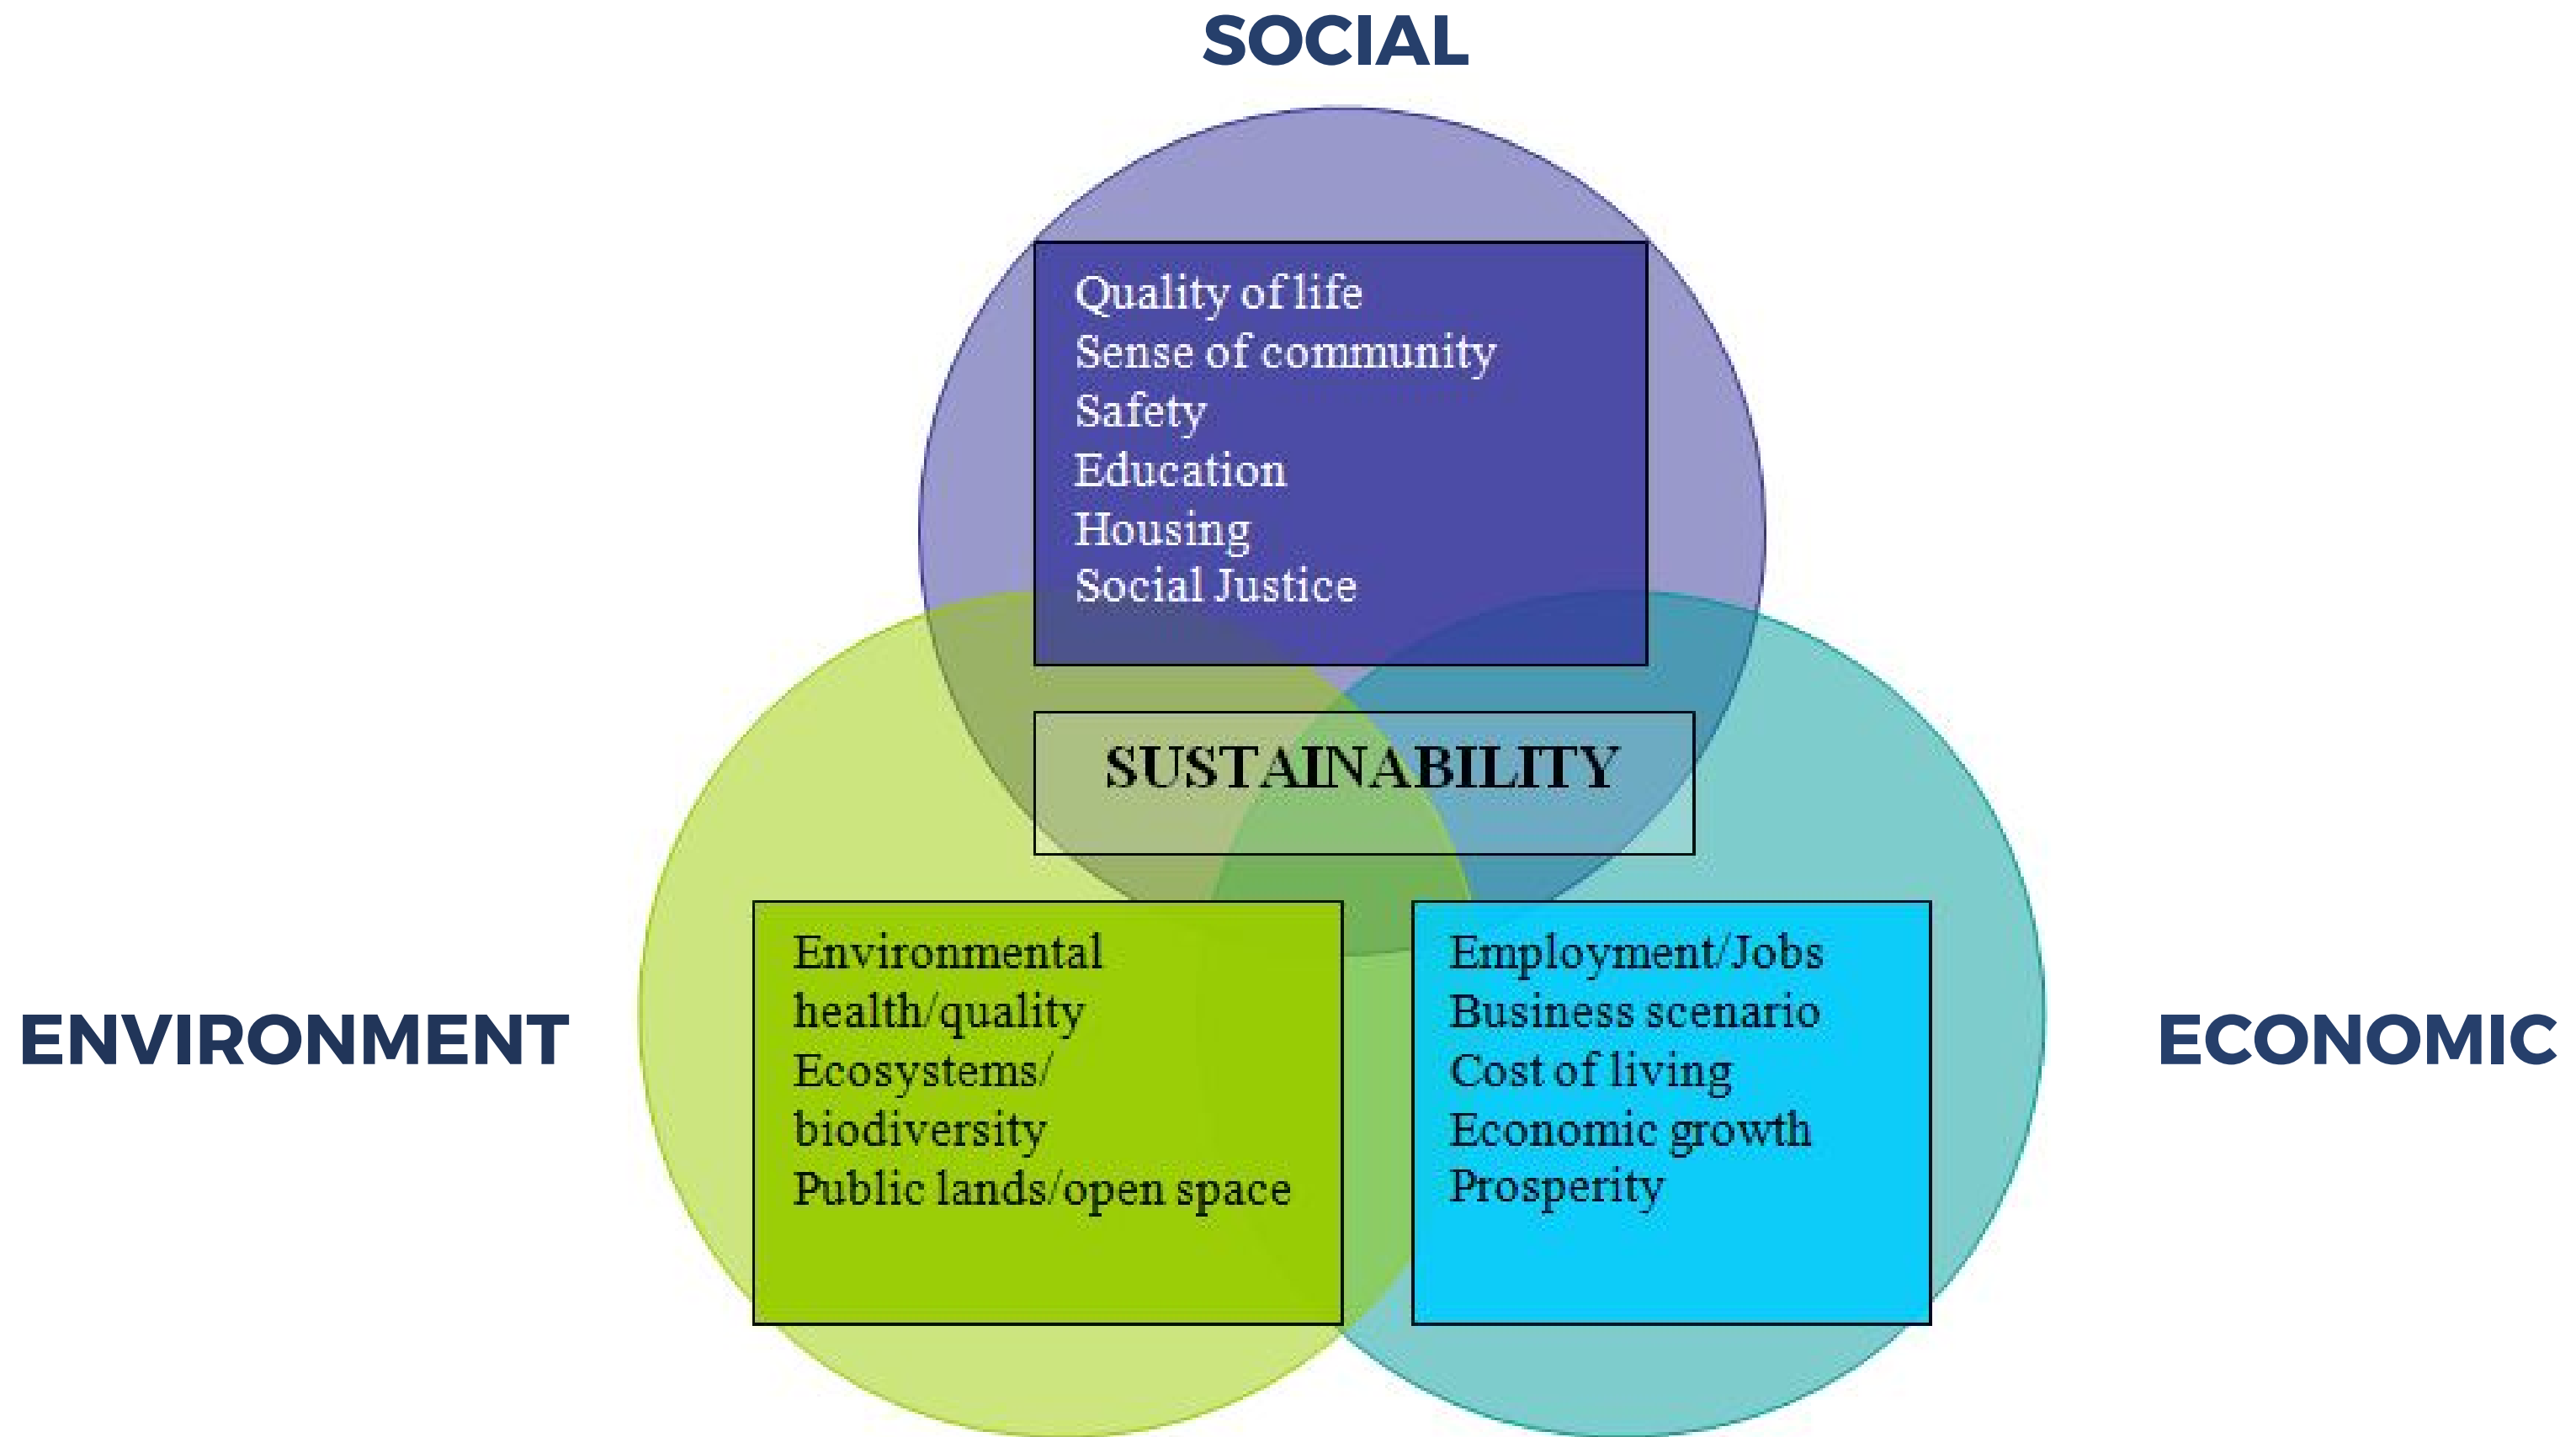 SOCIAL
Quality of life
Sense of community
Safety
Education
Housing
Social Justice
SUSTAINABILITY
ENVIRONMENT
Environmental
health/quality
Ecosystems/
biodiversity
Public lands/open space
Employment/Jobs
Business scenario
Cost of living
Economic growth
Prosperity
ECONOMIC